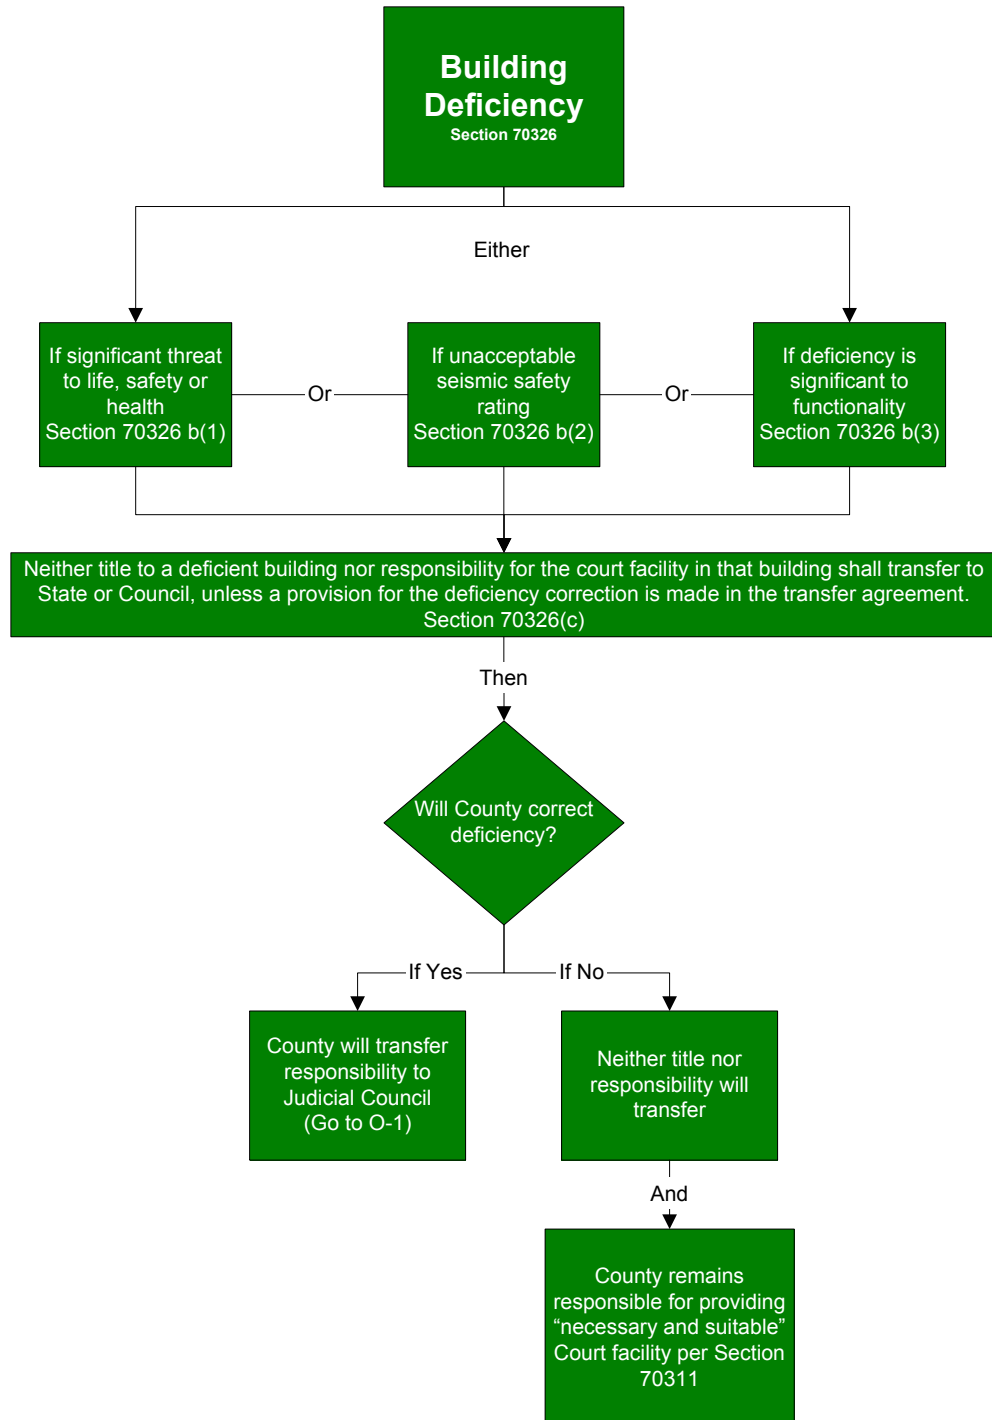 Building
Deficiency
Section 70326
Either
If significant threat
to life, safety or
health
Section 70326 b(1)
Or
If unacceptable
seismic safety
rating
Section 70326 b(2)
Or
If deficiency is
significant to
functionality
Section 70326 b(3)
Neither title to a deficient building nor responsibility for the court facility in that building shall transfer to
State or Council, unless a provision for the deficiency correction is made in the transfer agreement.
Section 70326(c)
Then
Will County correct
deficiency?
If Yes
If No
County will transfer
responsibility to
Judicial Council
(Go to O-1)
Neither title nor
responsibility will
transfer
And
County remains
responsible for providing
“necessary and suitable”
Court facility per Section
70311